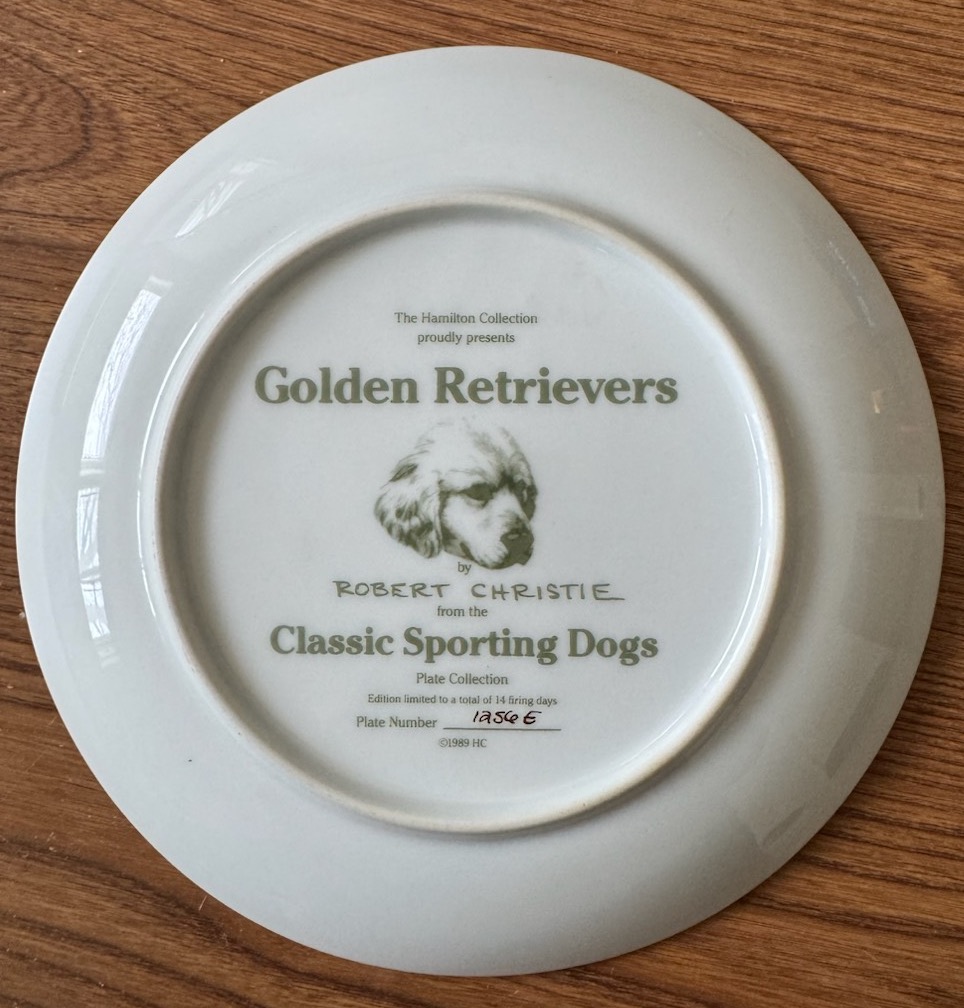 The Hamilton Collection
proudly presents
Golden Retrievers
by
ROBERT CHRISTIE
from the
Classic Sporting Dogs
Plate Collection
Edition limited to a total of 14 firing days
Plate Number 1256E
©1989 HC